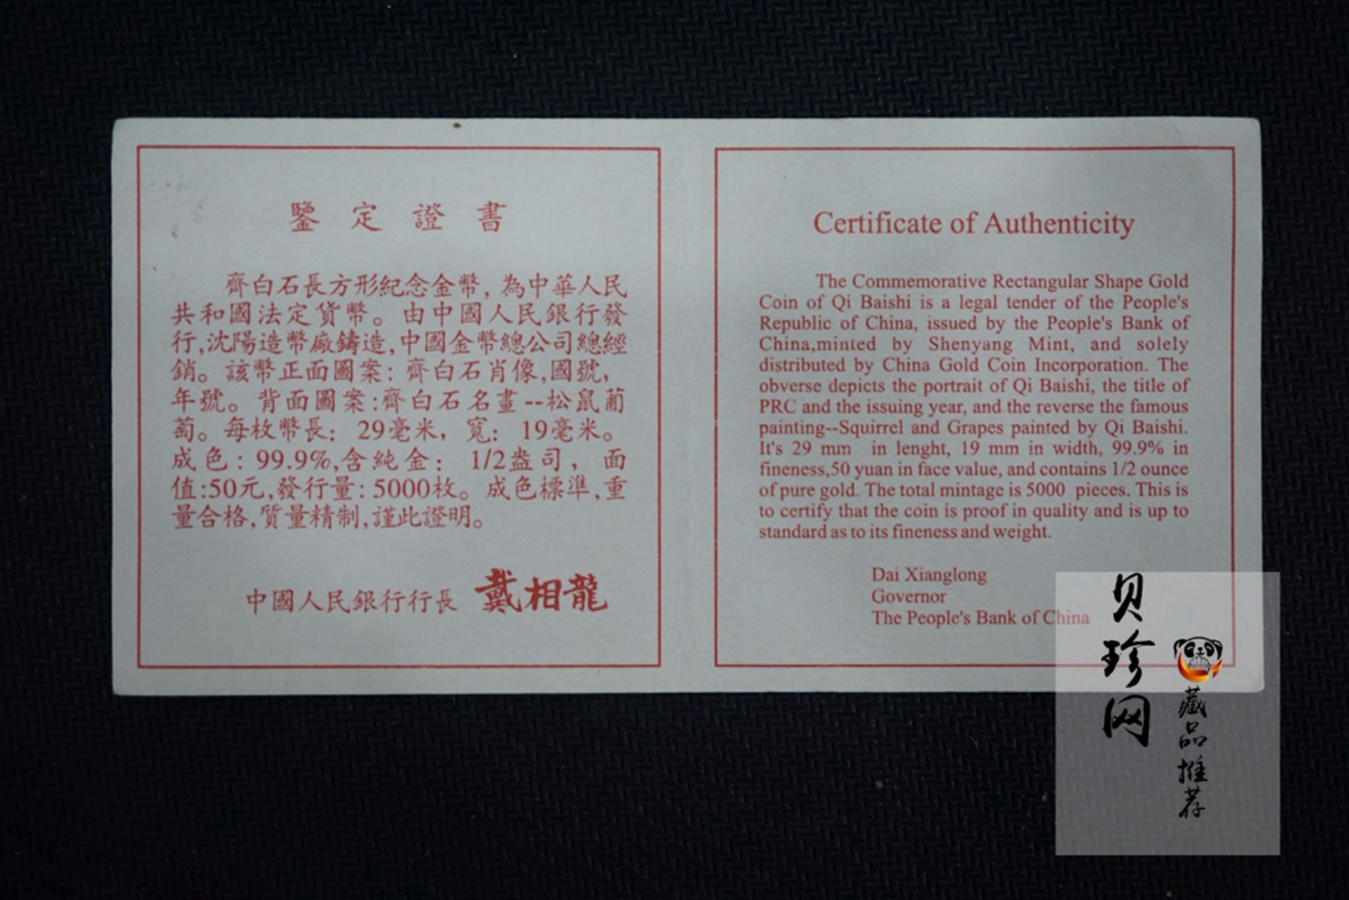 鑒定證書
齊白石長方形紀念金幣，為中華人民
共和國法定貨幣。由中國人民銀行發
行,沈陽造幣廠鑄造,中國金幣總公司總經
銷。該幣正面圖案：齊白石肖像,國號，
年號。背面圖案:齊白石名畫--松鼠葡
萄。每枚幣長：29毫米，寬：19毫米。
成色：99.9%,含純金：1/2盎司，面
值:50元,發行量：5000枚。成色標準,重
量合格,質量精制,謹此證明。
中國人民銀行行長 戴相龍
Certificate of Authenticity
The Commemorative Rectangular Shape Gold
Coin of Qi Baishi is a legal tender of the People's
Republic of China, issued by the People's Bank of
China,minted by Shenyang Mint, and solely
distributed by China Gold Coin Incorporation. The
obverse depicts the portrait of Qi Baishi, the title of
PRC and the issuing year, and the reverse the famous
painting--Squirrel and Grapes painted by Qi Baishi.
It's 29 mm in lenght, 19 mm in width, 99.9% in
fineness,50 yuan in face value, and contains 1/2 ounce
of pure gold. The total mintage is 5000 pieces. This is
to certify that the coin is proof in quality and is up to
standard as to its fineness and weight.
Dai Xianglong
Governor
The People's Bank of China
贝珍网
藏品推荐